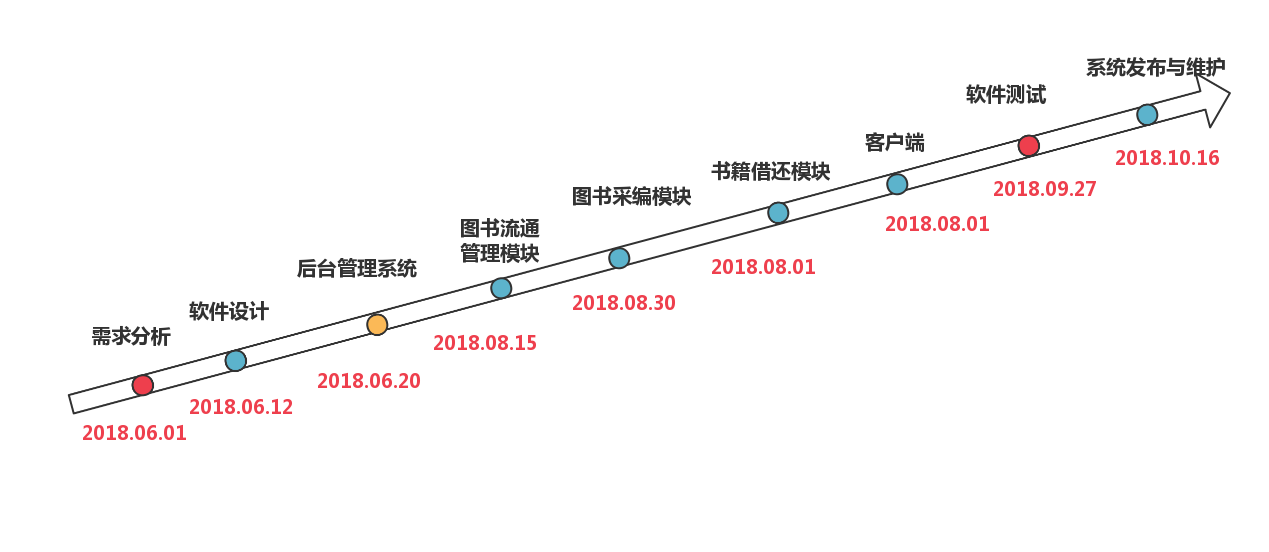 需求分析
2018.06.01
软件设计
2018.06.12
后台管理系统
2018.06.20
图书流通
管理模块
2018.08.15
图书采编模块
2018.08.30
书籍借还模块
2018.08.01
客户端
2018.08.01
软件测试
2018.09.27
系统发布与维护
2018.10.16